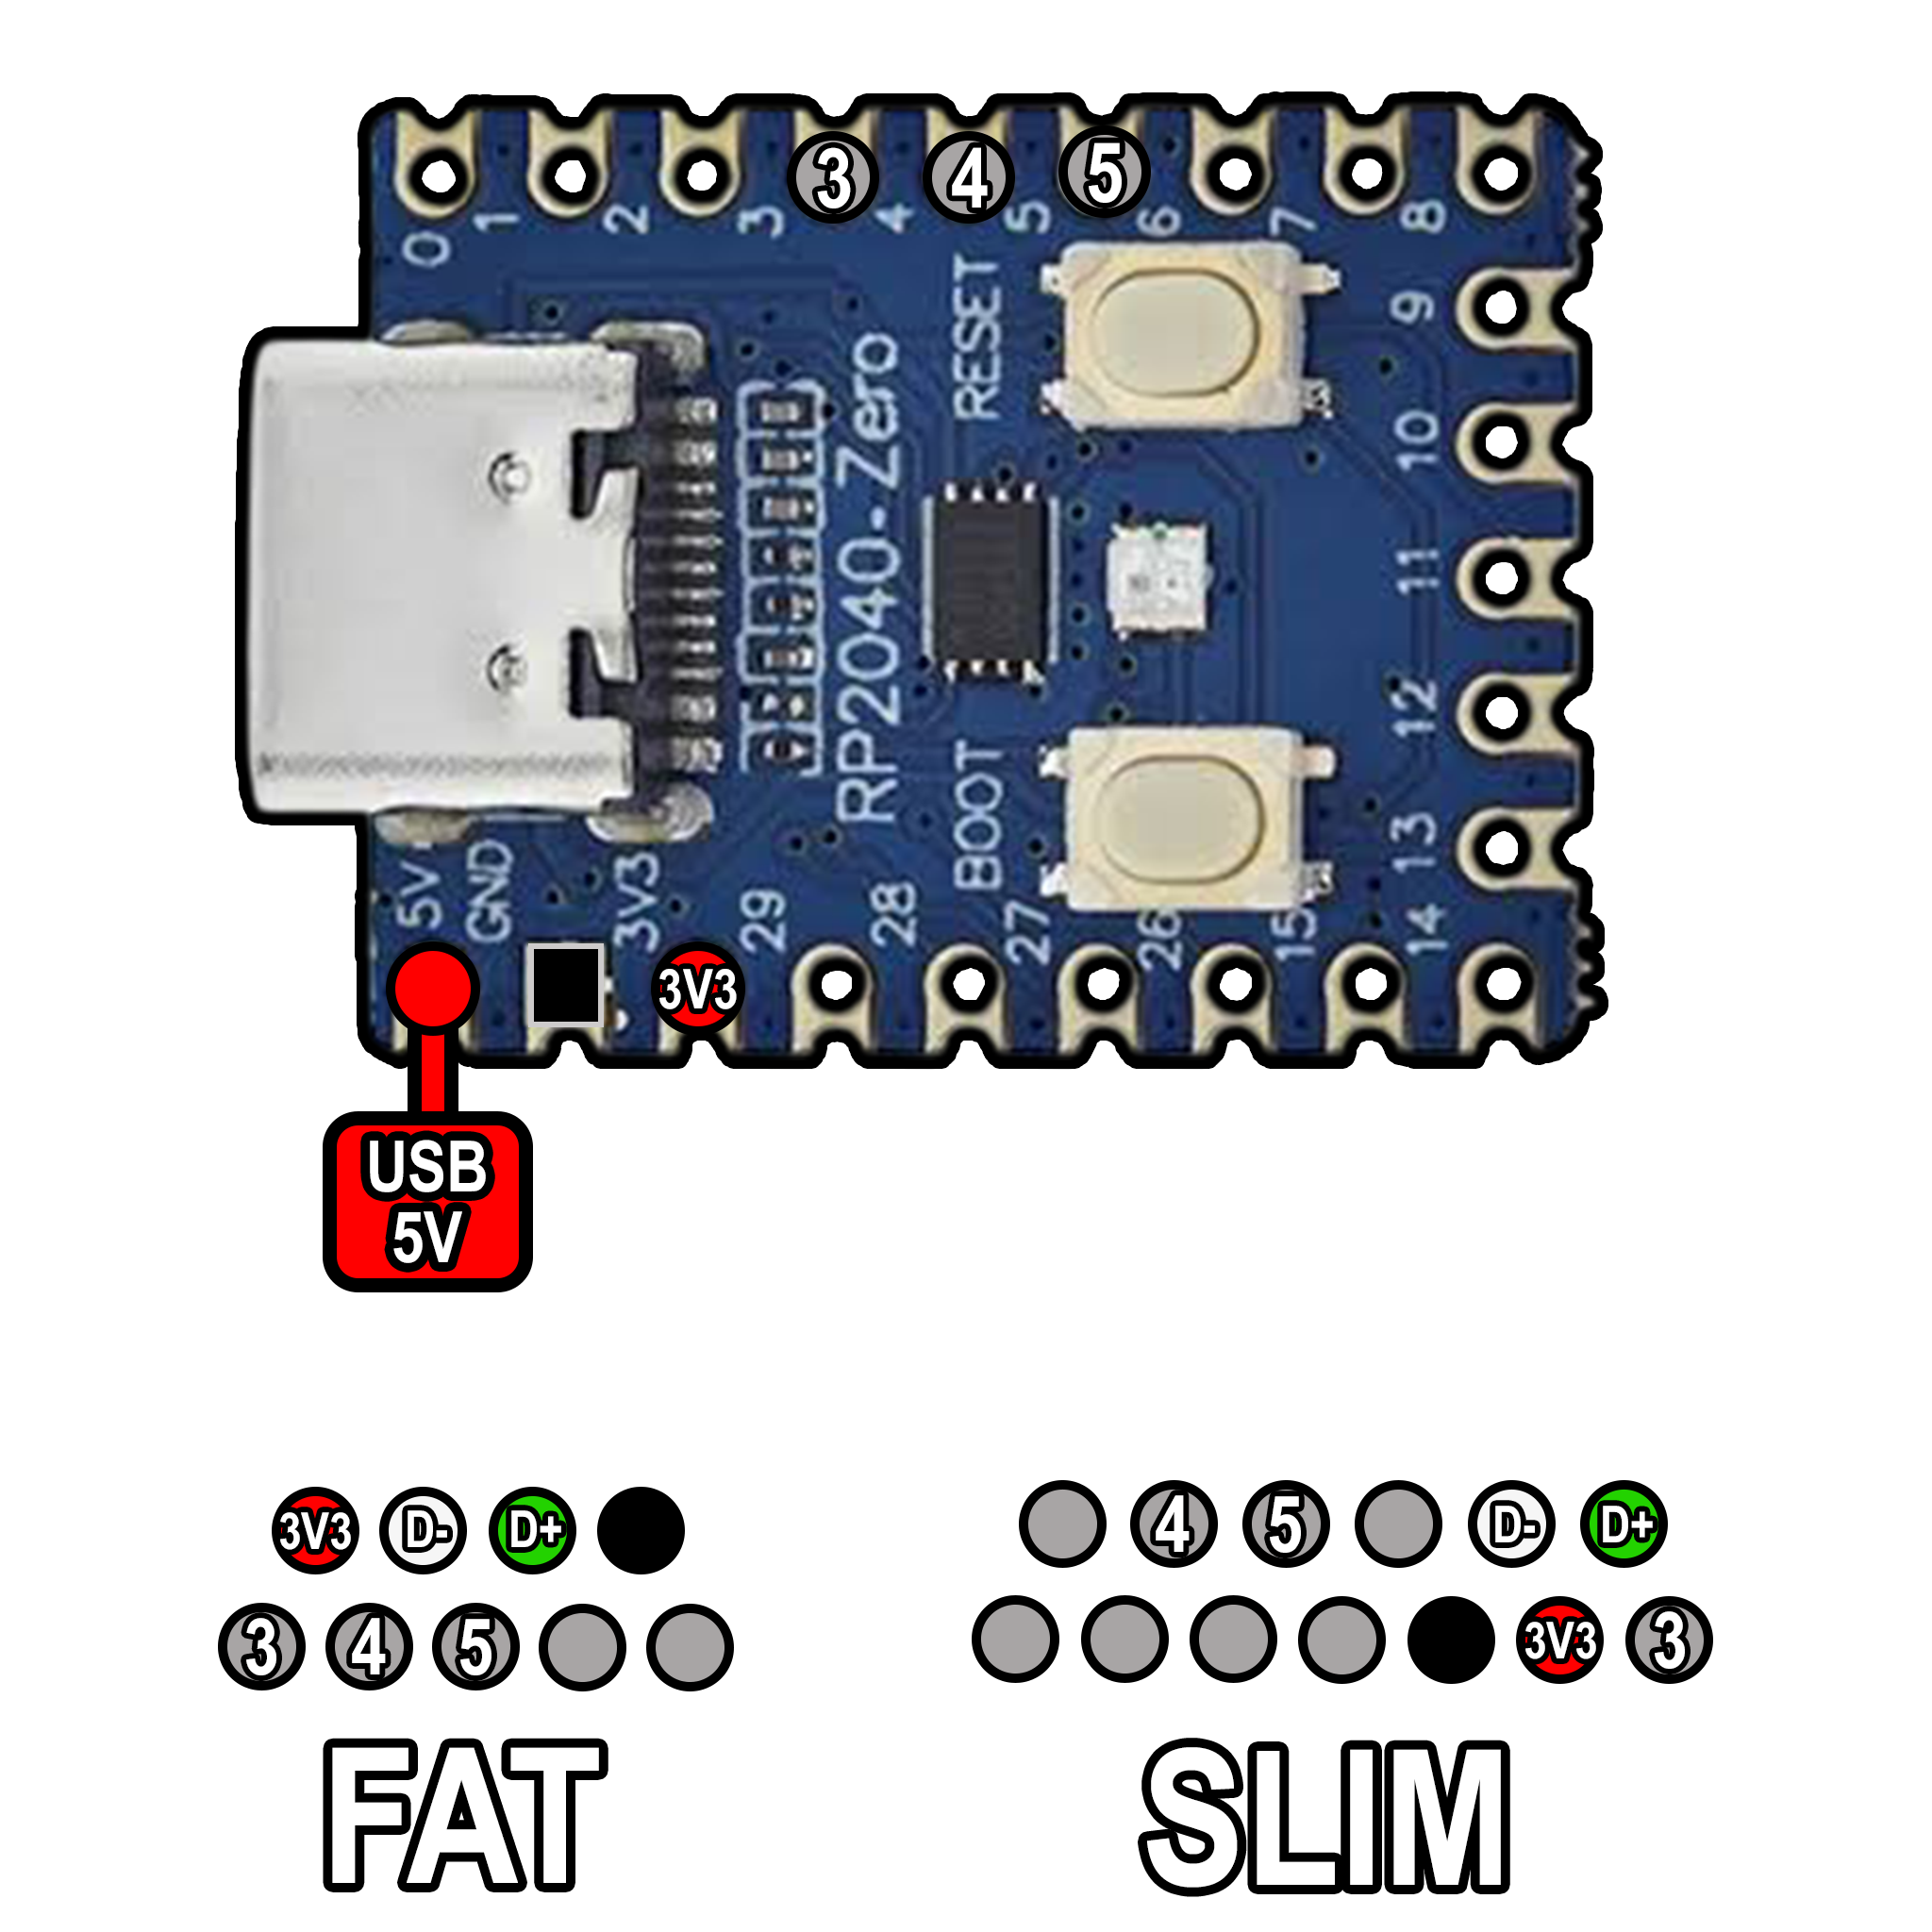 3 4 5
0 1 2 3 4 5 6 7 8
RESET
9
10
RP2040-Zero
11
12
BOOT
13
5V GND 3V3 29 28 27 26 15 14
3V3
USB
5V
3V3 D- D+
4 5 D- D+
3 4 5
3V3 3
FAT
SLIM